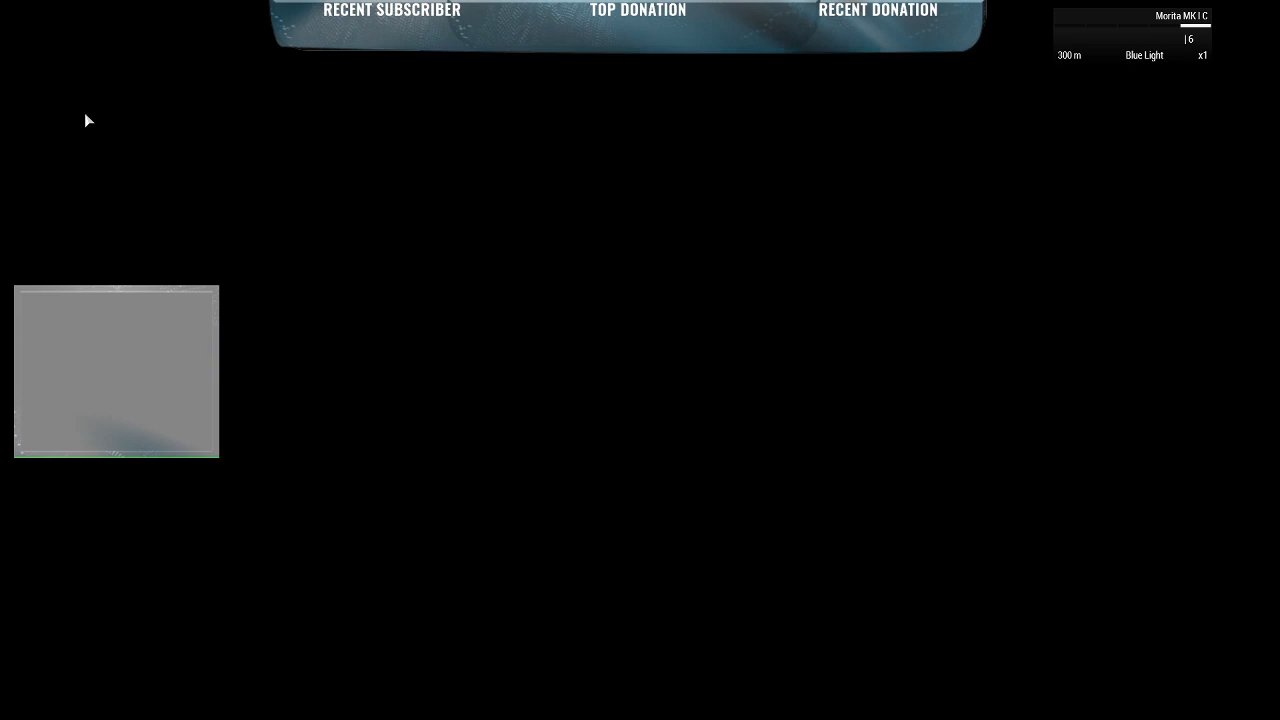 RECENT SUBSCRIBER TOP DONATION RECENT DONATION
Morita MK I C
| 6
300 m Blue Light x1